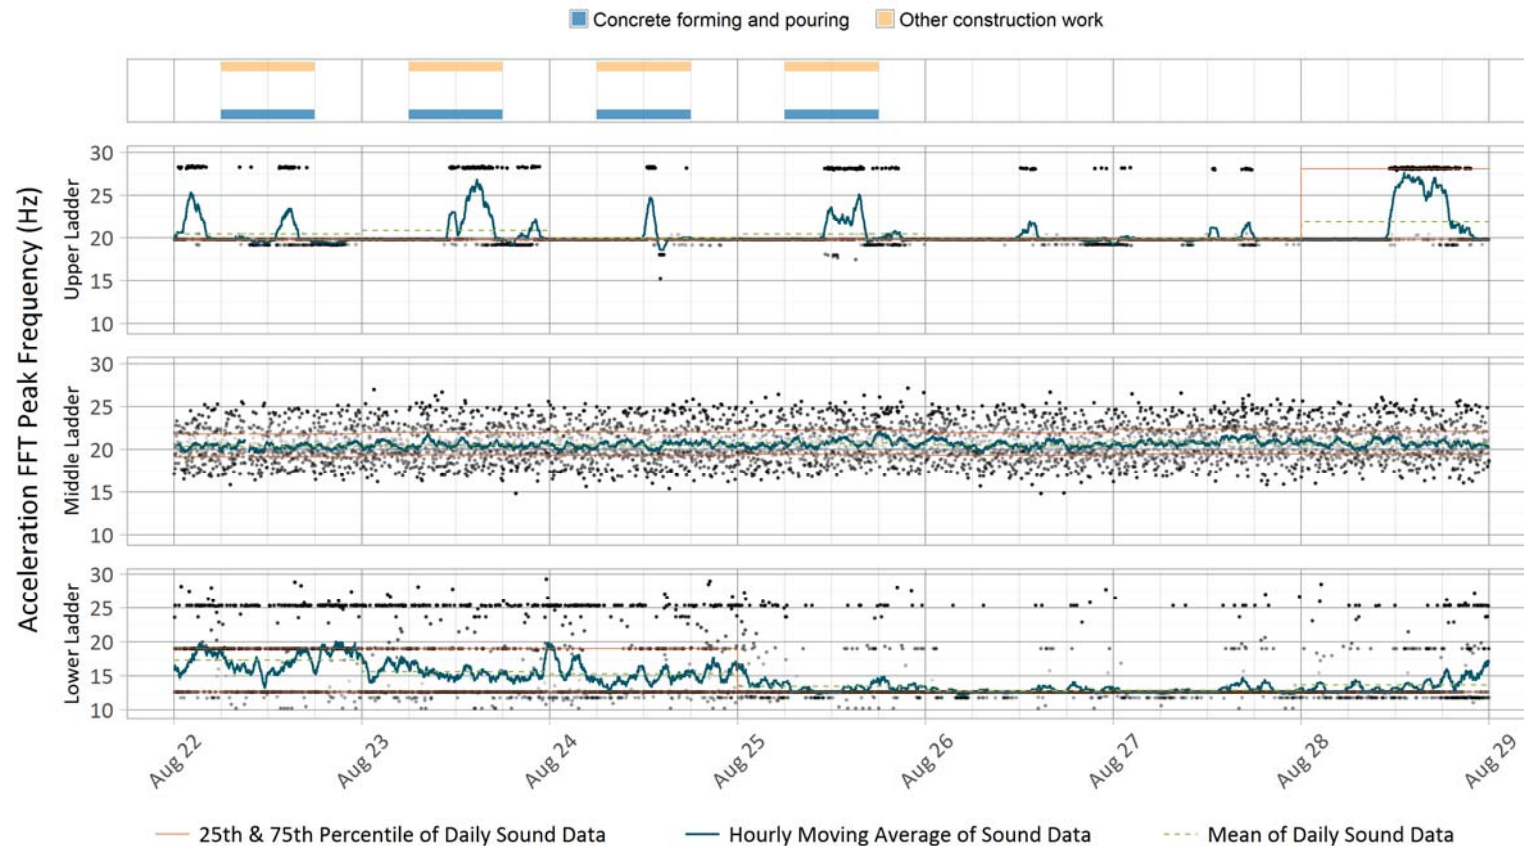 Concrete forming and pouring Other construction work
Acceleration FFT Peak Frequency (Hz)
Upper Ladder
30
25
20
15
10
Middle Ladder
30
25
20
15
10
Lower Ladder
30
25
20
15
10
Aug 22 Aug 23 Aug 24 Aug 25 Aug 26 Aug 27 Aug 28 Aug 29
25th & 75th Percentile of Daily Sound Data Hourly Moving Average of Sound Data Mean of Daily Sound Data